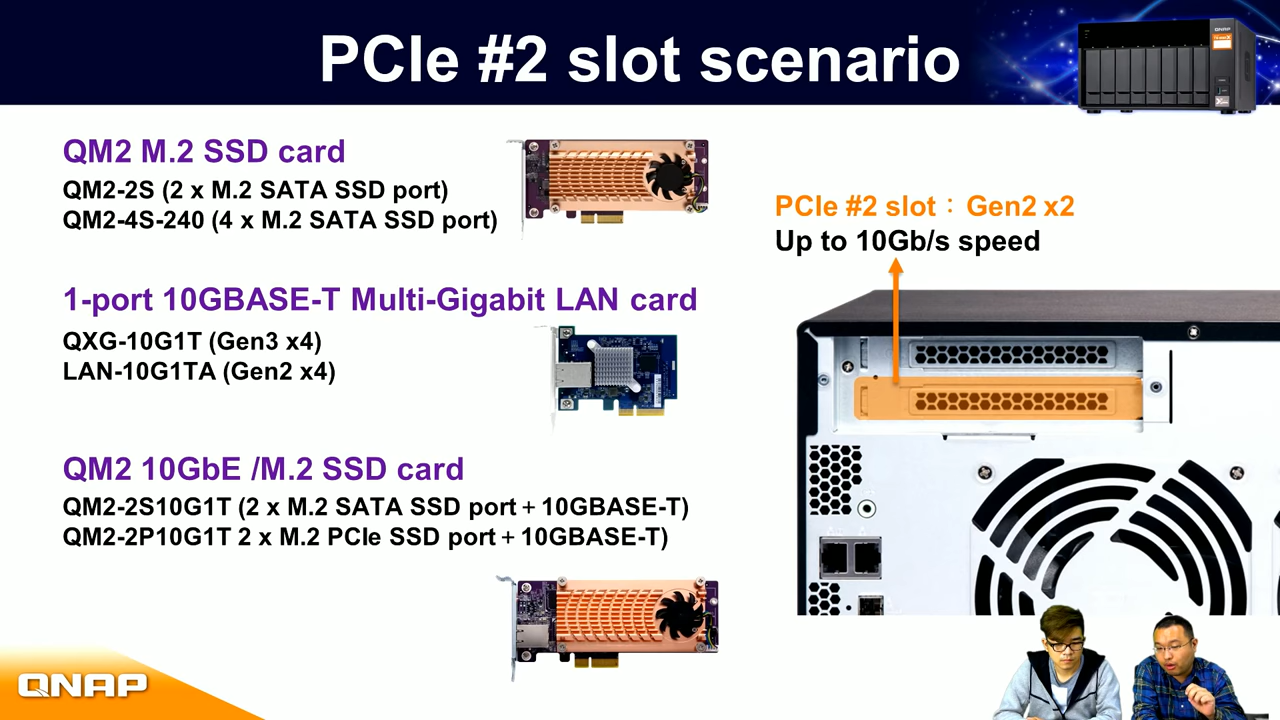 PCIe #2 slot scenario
QNAP
QM2 M.2 SSD card
QM2-2S (2 x M.2 SATA SSD port)
QM2-4S-240 (4 x M.2 SATA SSD port)
PCIe #2 slot：Gen2 x2
Up to 10Gb/s speed
1-port 10GBASE-T Multi-Gigabit LAN card
QXG-10G1T (Gen3 x4)
LAN-10G1TA (Gen2 x4)
QM2 10GbE /M.2 SSD card
QM2-2S10G1T (2 x M.2 SATA SSD port + 10GBASE-T)
QM2-2P10G1T 2 x M.2 PCIe SSD port + 10GBASE-T)
QNAP